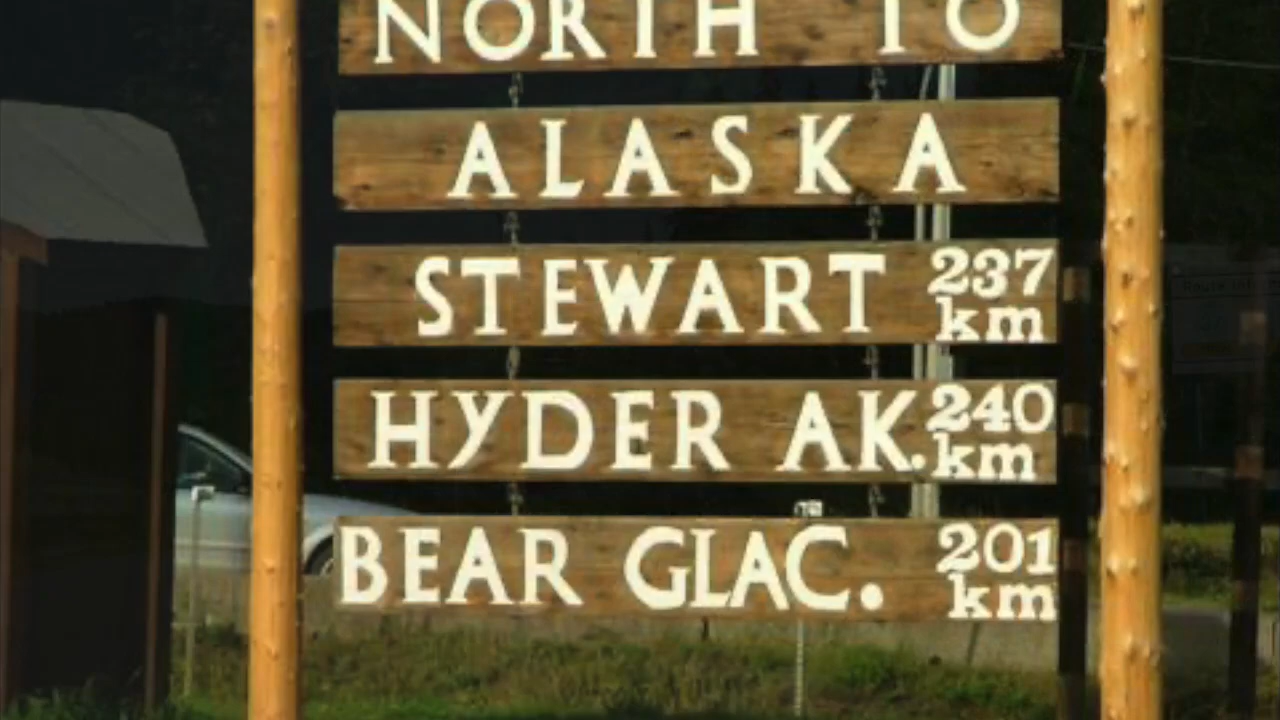 NORTH TO
ALASKA
STEWART 237 km
HYDER AK. 240 km
BEAR GLAC. 201 km